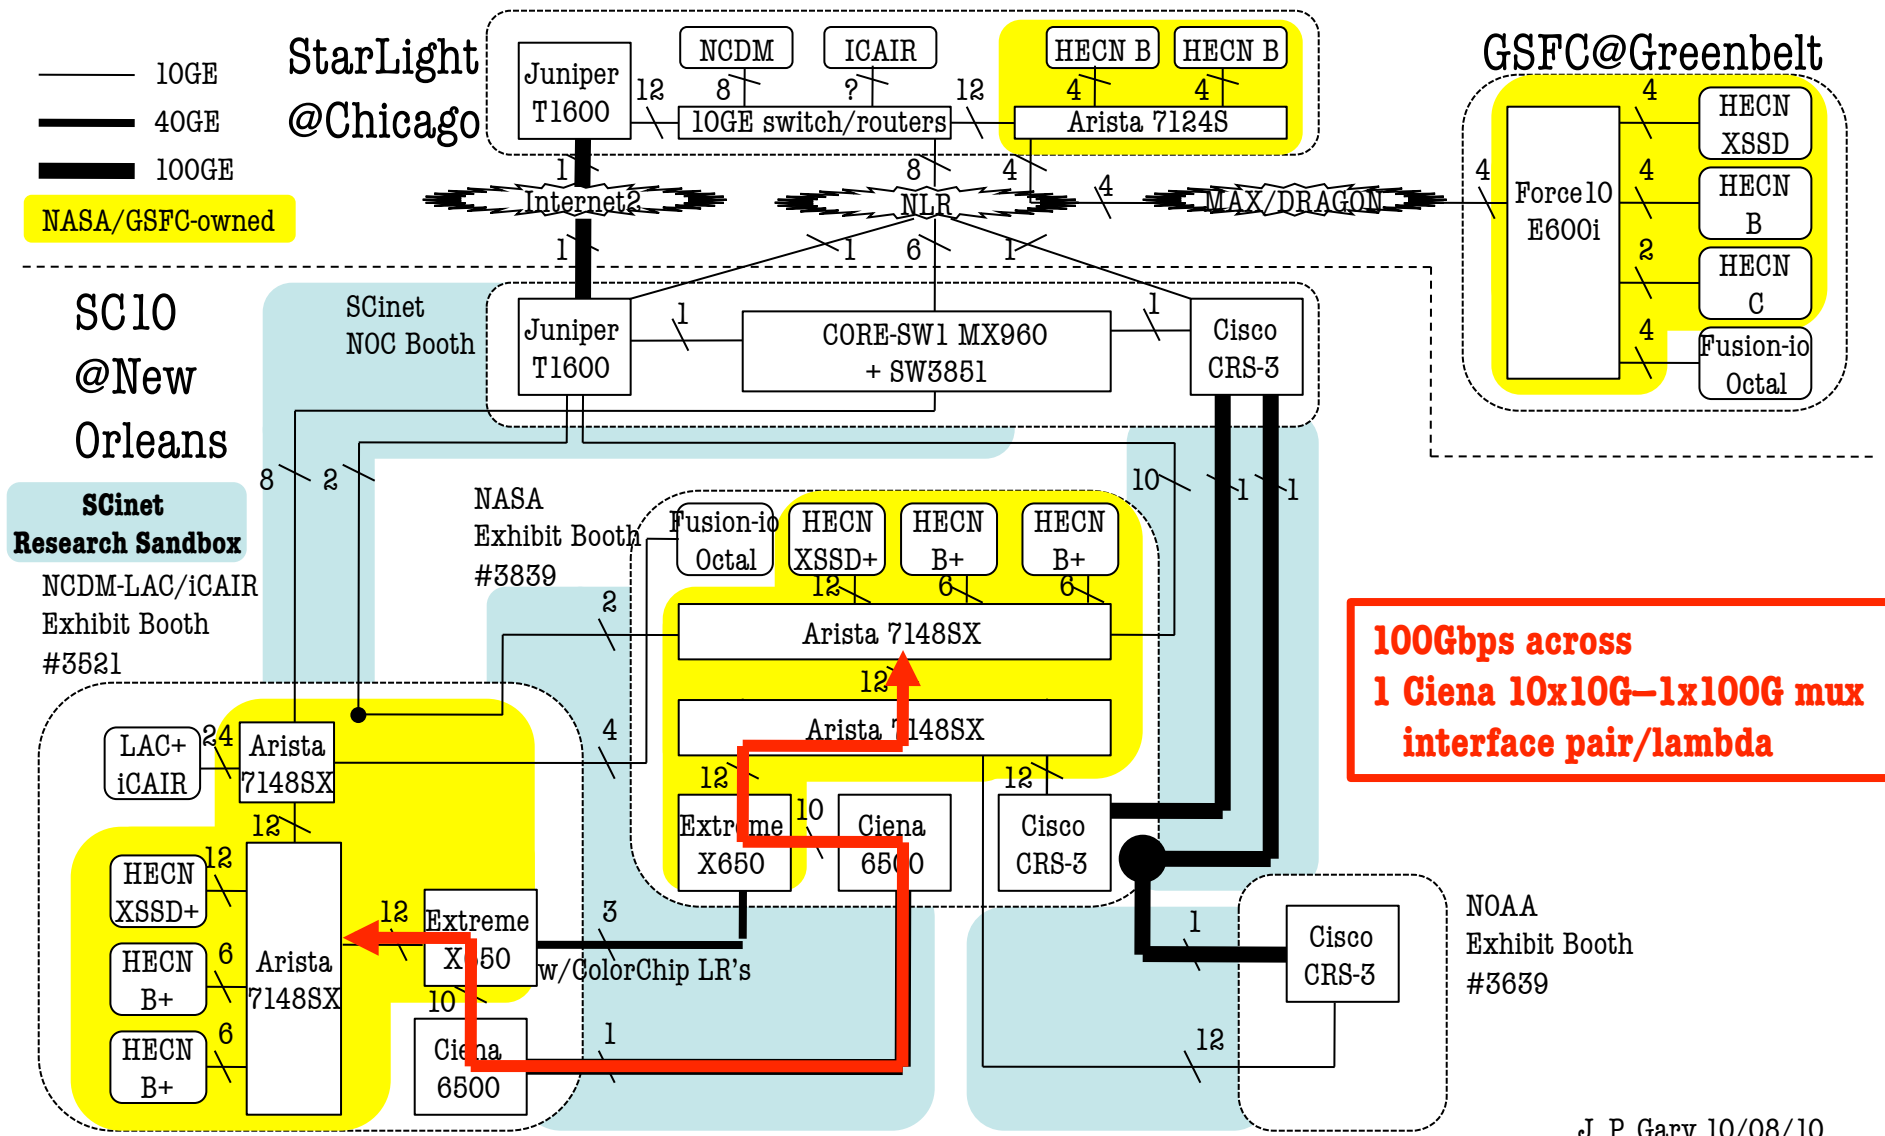 10GE
40GE
100GE
NASA/GSFC-owned
StarLight
@Chicago
Juniper
T1600
NCDM
ICAIR
HECN B
HECN B
12
8
?
12
4
4
10GE switch/routers
Arista 7124S
1
8
4
Internet2
NLR
4
MAX/DRAGON
1
1
6
1
GSFC@Greenbelt
4
Force10
E600i
4
HECN
XSSD
4
HECN
B
2
HECN
C
4
Fusion-io
Octal
SC10
@New
Orleans
SCinet
NOC Booth
Juniper
T1600
1
CORE-SW1 MX960
+ SW3851
1
Cisco
CRS-3
8
2
10
1
1
SCinet
Research Sandbox
NASA
Exhibit Booth
#3839
Fusion-io
Octal
HECN
XSSD+
HECN
B+
HECN
B+
12
6
6
2
Arista 7148SX
12
Arista 7148SX
4
12
12
Extreme
X650
10
Ciena
6500
Cisco
CRS-3
100Gbps across
1 Ciena 10x10G–1x100G mux
interface pair/lambda
NCDM-LAC/iCAIR
Exhibit Booth
#3521
LAC+
iCAIR
24
Arista
7148SX
12
HECN
XSSD+
12
HECN
B+
6
HECN
B+
6
Arista
7148SX
12
Extreme
X650
3
w/ColorChip LR's
10
Ciena
6500
1
1
12
Cisco
CRS-3
NOAA
Exhibit Booth
#3639
J. P. Gary 10/08/10